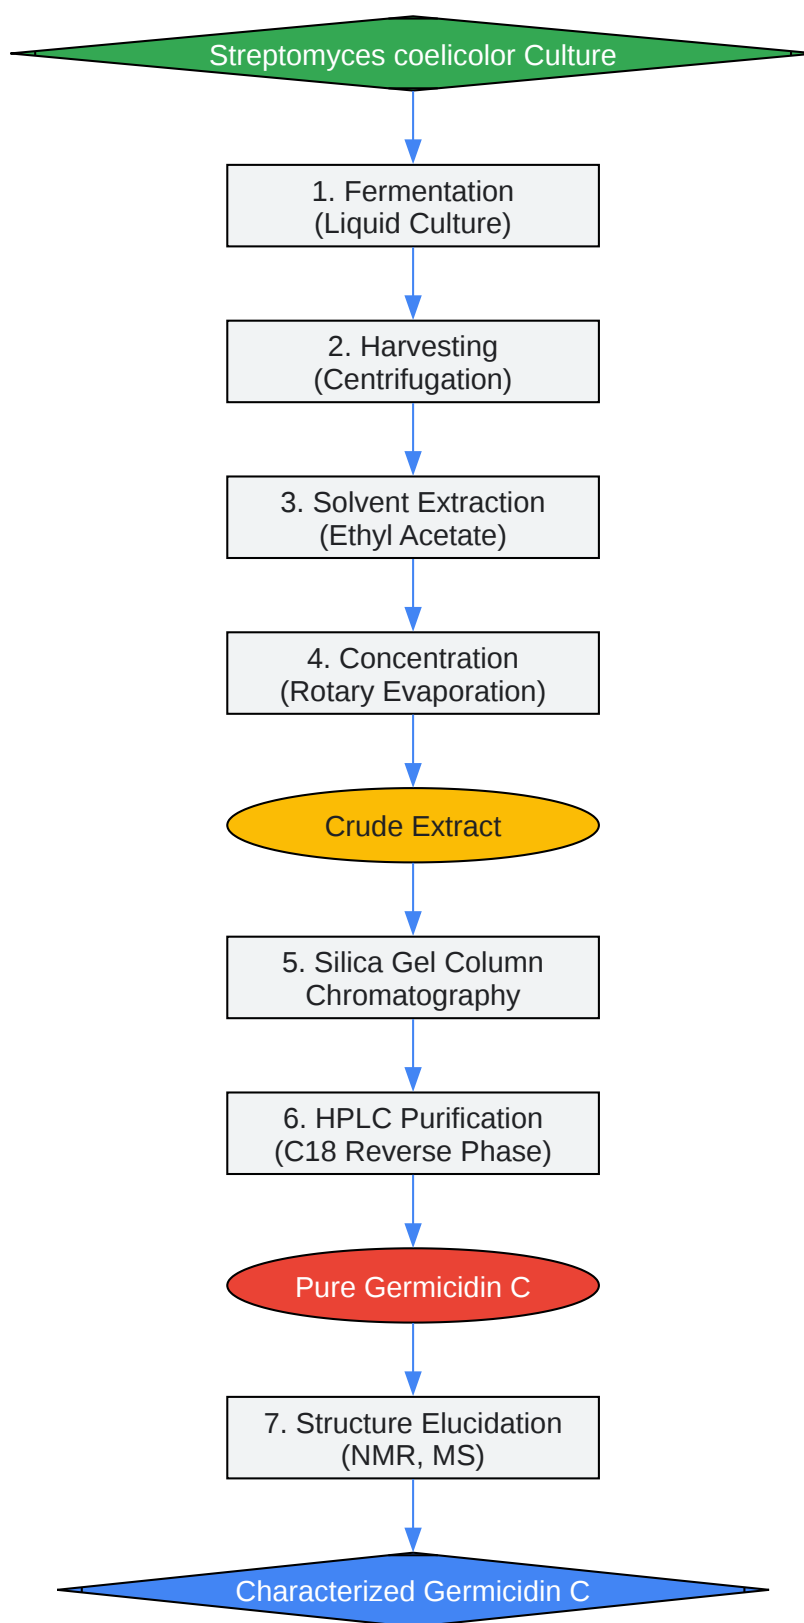 Streptomyces coelicolor Culture
1. Fermentation
(Liquid Culture)
2. Harvesting
(Centrifugation)
3. Solvent Extraction
(Ethyl Acetate)
4. Concentration
(Rotary Evaporation)
Crude Extract
5. Silica Gel Column
Chromatography
6. HPLC Purification
(C18 Reverse Phase)
Pure Germicidin C
7. Structure Elucidation
(NMR, MS)
Characterized Germicidin C